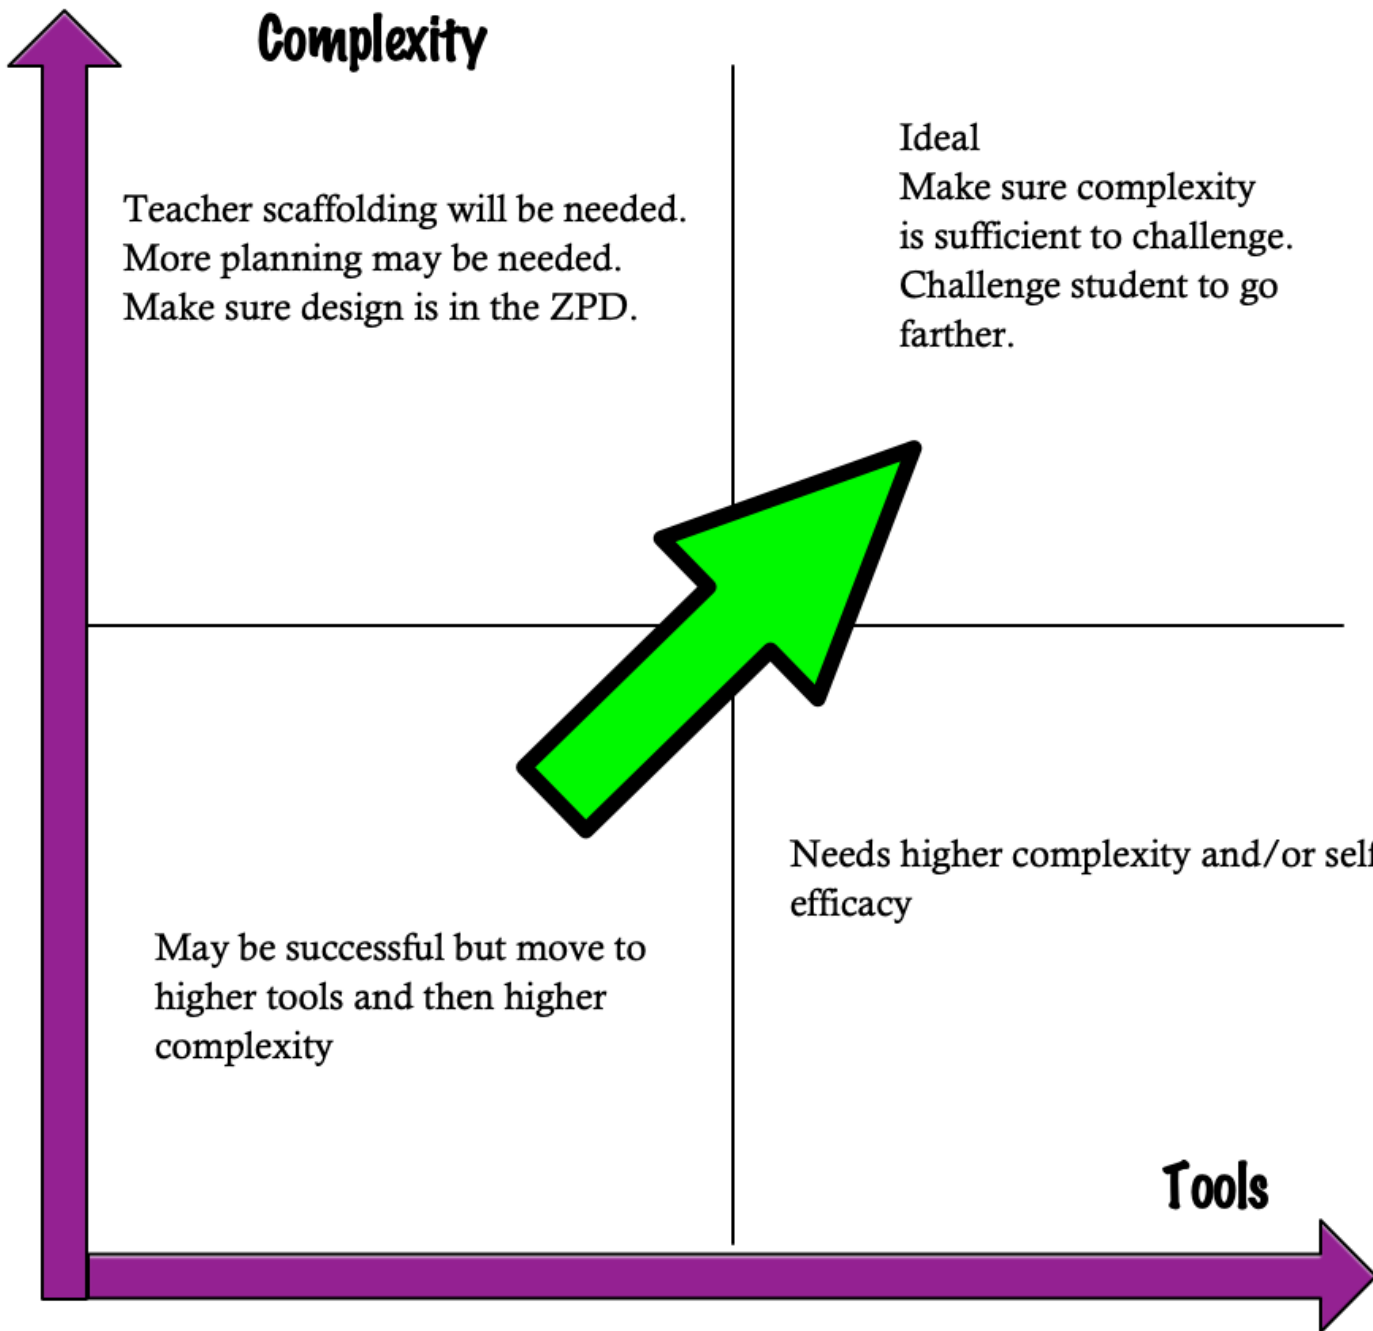 Complexity
Teacher scaffolding will be needed.
More planning may be needed.
Make sure design is in the ZPD.
Ideal
Make sure complexity
is sufficient to challenge.
Challenge student to go
farther.
May be successful but move to
higher tools and then higher
complexity
Needs higher complexity and/or self
efficacy
Tools